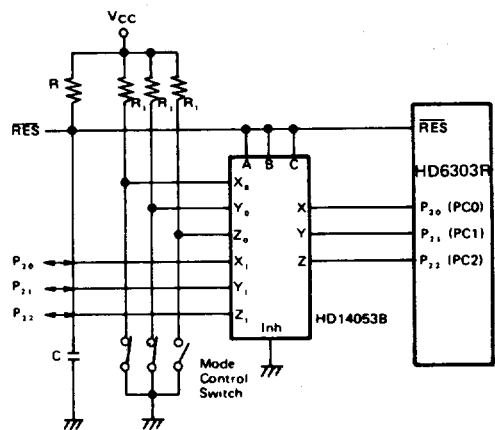 VCC
R
R₁ R₁ R₁
RES
RES
A B C
HD6303R
X₀
Y₀
Z₀
X₁
Y₁
Z₁
X
Y
Z
P₂₀ (PC0)
P₂₁ (PC1)
P₂₂ (PC2)
P₂₀
P₂₁
P₂₂
Inh
HD14053B
C
Mode
Control
Switch